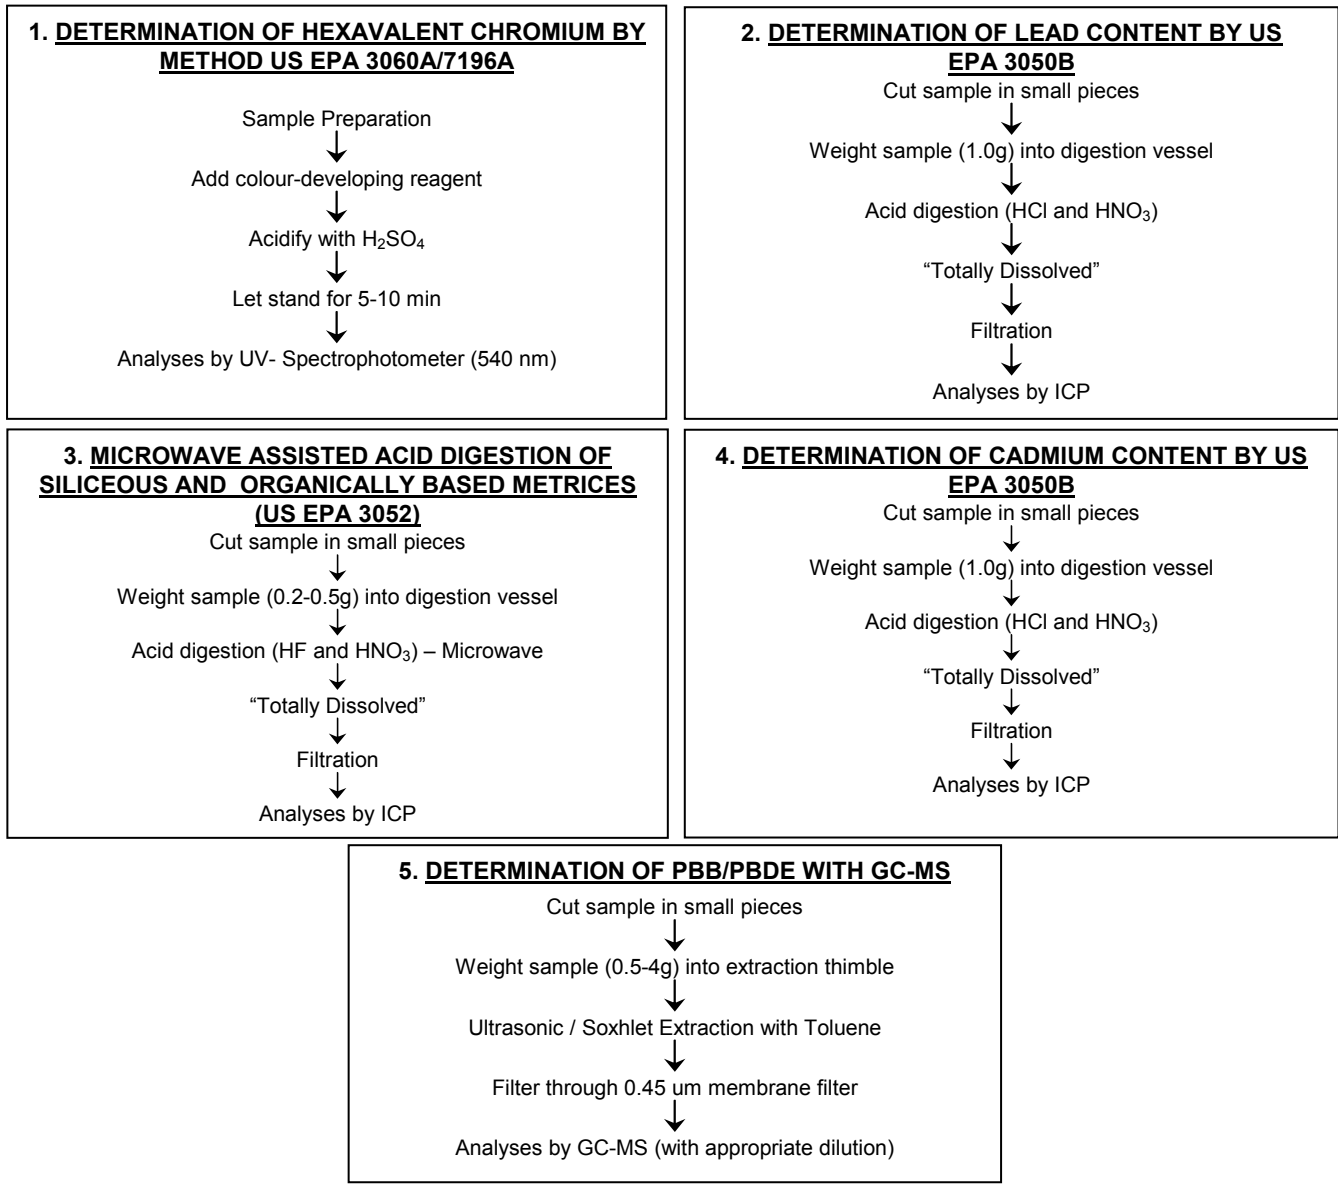 1. DETERMINATION OF HEXAVALENT CHROMIUM BY
METHOD US EPA 3060A/7196A
Sample Preparation
Add colour-developing reagent
Acidify with H₂SO₄
Let stand for 5-10 min
Analyses by UV- Spectrophotometer (540 nm)
2. DETERMINATION OF LEAD CONTENT BY US
EPA 3050B
Cut sample in small pieces
Weight sample (1.0g) into digestion vessel
Acid digestion (HCl and HNO₃)
“Totally Dissolved”
Filtration
Analyses by ICP
3. MICROWAVE ASSISTED ACID DIGESTION OF
SILICEOUS AND ORGANICALLY BASED METRICES
(US EPA 3052)
Cut sample in small pieces
Weight sample (0.2-0.5g) into digestion vessel
Acid digestion (HF and HNO₃) – Microwave
“Totally Dissolved”
Filtration
Analyses by ICP
4. DETERMINATION OF CADMIUM CONTENT BY US
EPA 3050B
Cut sample in small pieces
Weight sample (1.0g) into digestion vessel
Acid digestion (HCl and HNO₃)
“Totally Dissolved”
Filtration
Analyses by ICP
5. DETERMINATION OF PBB/PBDE WITH GC-MS
Cut sample in small pieces
Weight sample (0.5-4g) into extraction thimble
Ultrasonic / Soxhlet Extraction with Toluene
Filter through 0.45 um membrane filter
Analyses by GC-MS (with appropriate dilution)